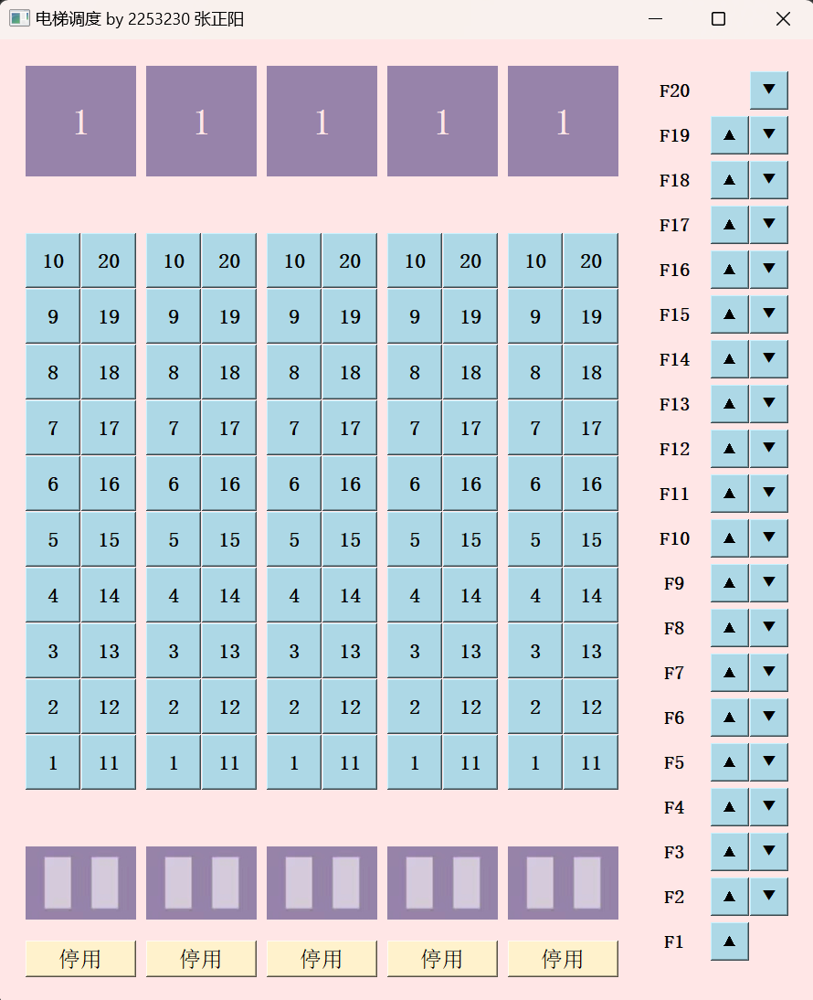 电梯调度 by 2253230 张正阳
1 1 1 1 1
10 20 10 20 10 20 10 20 10 20
9 19 9 19 9 19 9 19 9 19
8 18 8 18 8 18 8 18 8 18
7 17 7 17 7 17 7 17 7 17
6 16 6 16 6 16 6 16 6 16
5 15 5 15 5 15 5 15 5 15
4 14 4 14 4 14 4 14 4 14
3 13 3 13 3 13 3 13 3 13
2 12 2 12 2 12 2 12 2 12
1 11 1 11 1 11 1 11 1 11
停用 停用 停用 停用 停用
F20 ▼
F19 ▲ ▼
F18 ▲ ▼
F17 ▲ ▼
F16 ▲ ▼
F15 ▲ ▼
F14 ▲ ▼
F13 ▲ ▼
F12 ▲ ▼
F11 ▲ ▼
F10 ▲ ▼
F9 ▲ ▼
F8 ▲ ▼
F7 ▲ ▼
F6 ▲ ▼
F5 ▲ ▼
F4 ▲ ▼
F3 ▲ ▼
F2 ▲ ▼
F1 ▲